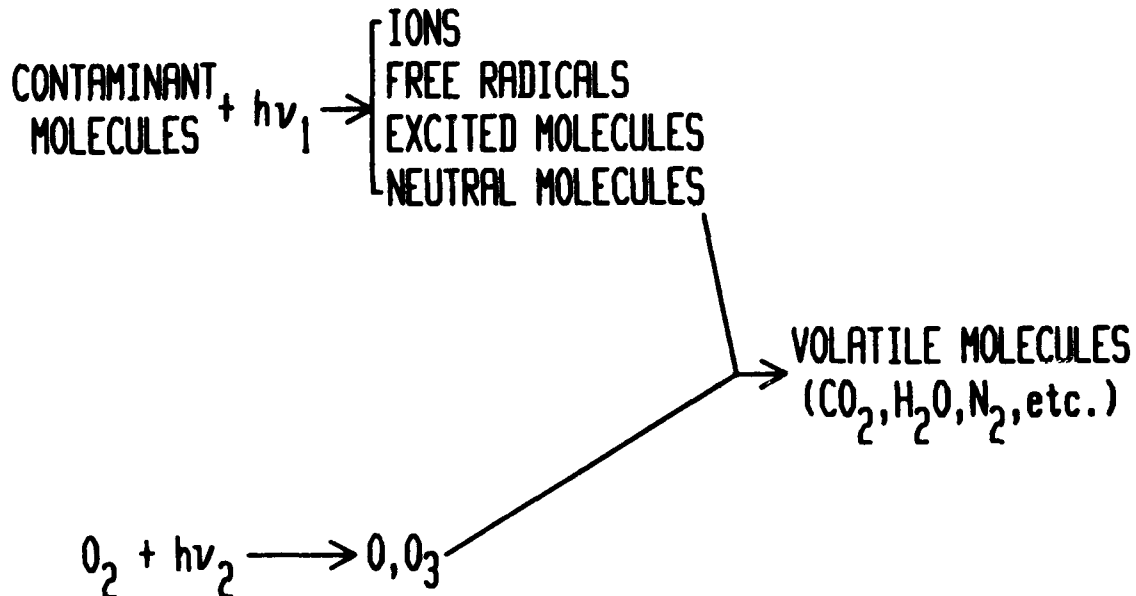 CONTAMINANT
MOLECULES
+ hν₁ →
IONS
FREE RADICALS
EXCITED MOLECULES
NEUTRAL MOLECULES
VOLATILE MOLECULES
(CO₂,H₂O,N₂,etc.)
O₂ + hν₂ → O,O₃